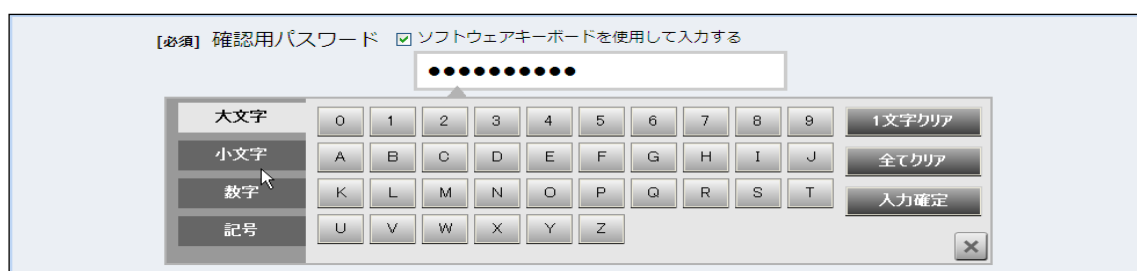 [必須] 確認用パスワード ソフトウェアキーボードを使用して入力する
●●●●●●●●●●
大文字 0 1 2 3 4 5 6 7 8 9 1文字クリア
小文字 A B C D E F G H I J 全てクリア
数字 K L M N O P Q R S T 入力確定
記号 U V W X Y Z